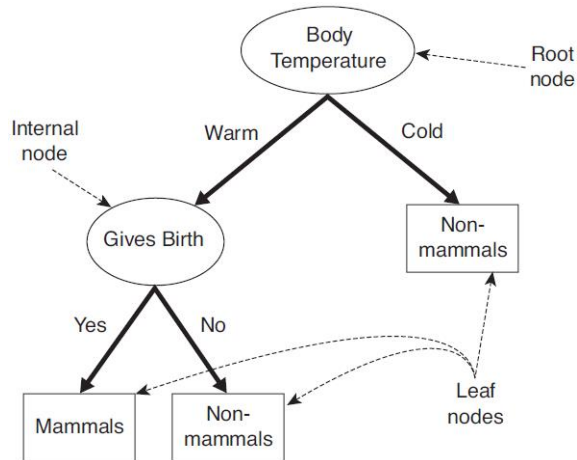 Body
Temperature
Root
node
Internal
node
Warm
Cold
Gives Birth
Non-
mammals
Yes
No
Mammals
Non-
mammals
Leaf
nodes